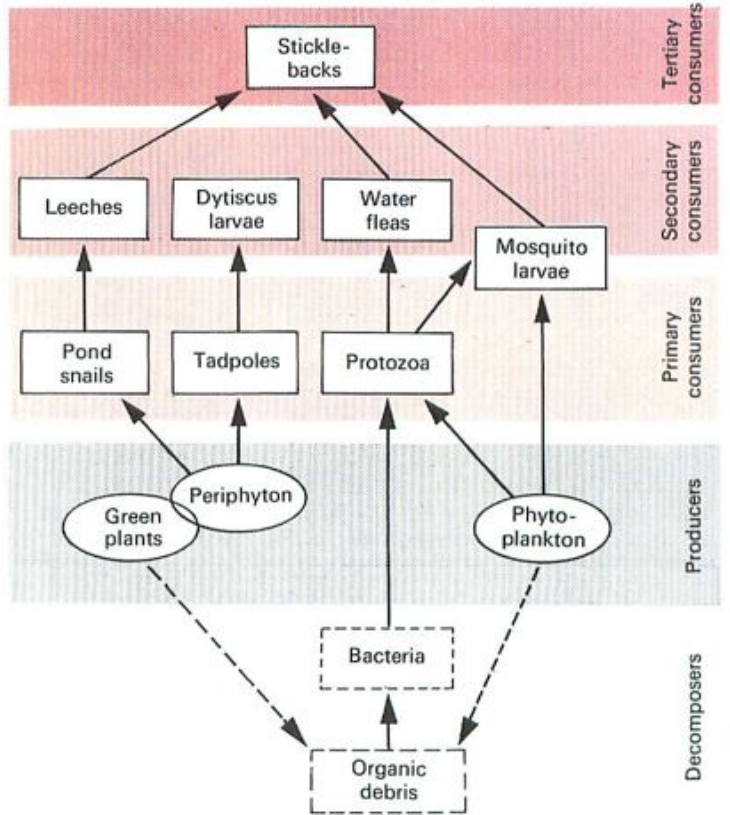 Stickle-
backs
Tertiary
consumers
Leeches
Dytiscus
larvae
Water
fleas
Mosquito
larvae
Secondary
consumers
Pond
snails
Tadpoles
Protozoa
Primary
consumers
Periphyton
Green
plants
Phyto-
plankton
Producers
Bacteria
Organic
debris
Decomposers